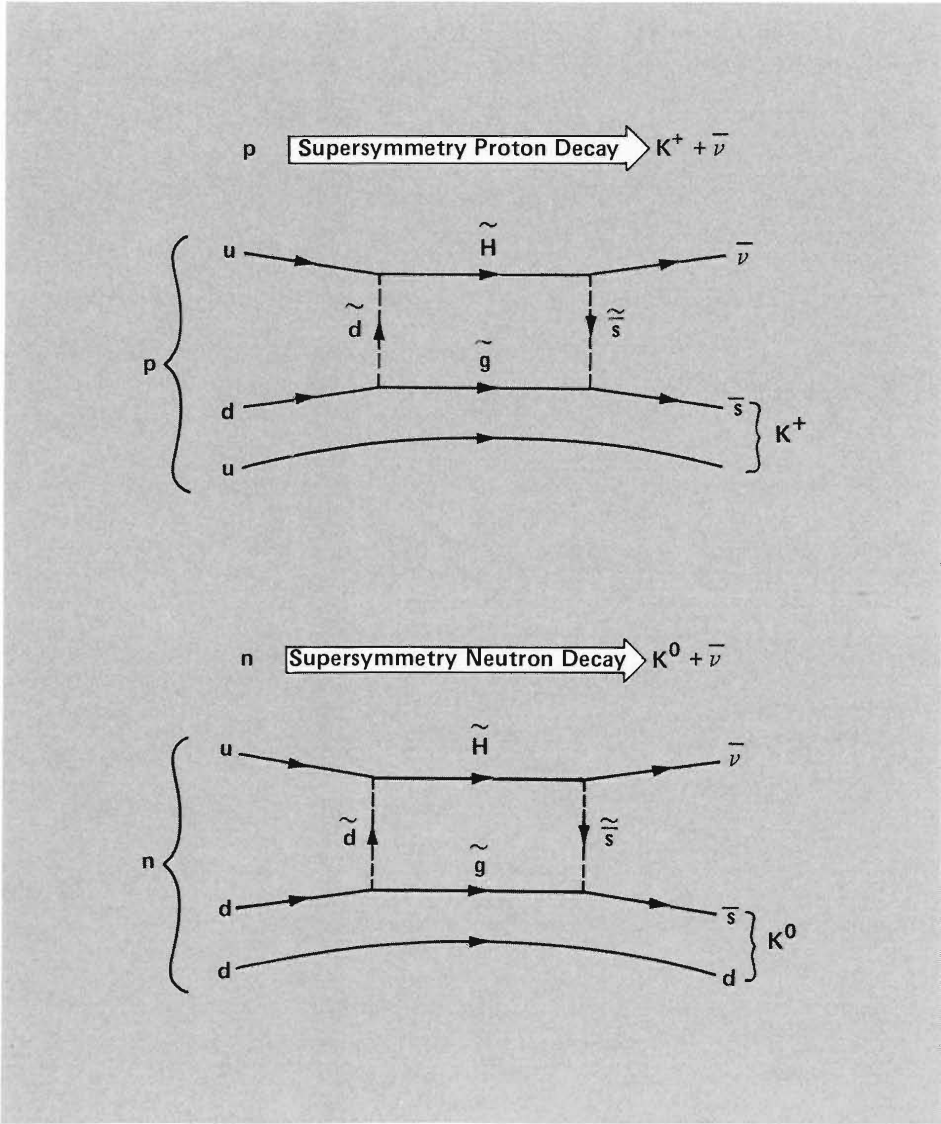 p Supersymmetry Proton Decay K⁺ + ν̅
H̃
u ν̅
d̃ s̅̃
g̃
p
d s̅
K⁺
u
n Supersymmetry Neutron Decay K⁰ + ν̅
H̃
u ν̅
d̃ s̅̃
g̃
n
d s̅
K⁰
d d